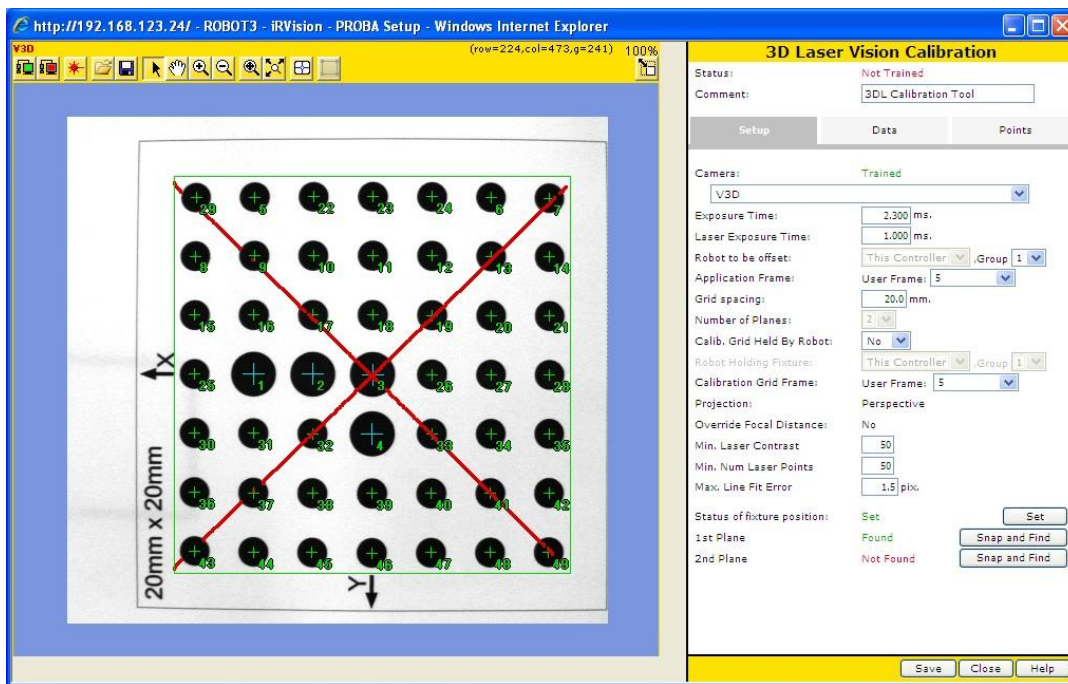 http://192.168.123.24/ - ROBOT3 - iRVision - PROBA Setup - Windows Internet Explorer
V3D
(row=224,col=473,g=241) 100%
29 5 22 23 24 6 7
8 9 10 11 12 13 14
15 16 17 18 19 20 21
X
25 1 2 3 26 27 28
30 31 32 4 33 34 35
36 37 38 39 40 41 42
43 44 45 46 47 48 49
20mm x 20mm
Y
3D Laser Vision Calibration
Status: Not Trained
Comment: 3DL Calibration Tool
Setup Data Points
Camera: Trained
V3D
Exposure Time: 2.300 ms.
Laser Exposure Time: 1.000 ms.
Robot to be offset: This Controller ,Group 1
Application Frame: User Frame: 5
Grid spacing: 20.0 mm.
Number of Planes: 2
Calib. Grid Held By Robot: No
Robot Holding Fixture: This Controller ,Group 1
Calibration Grid Frame: User Frame: 5
Projection: Perspective
Override Focal Distance: No
Min. Laser Contrast 50
Min. Num Laser Points 50
Max. Line Fit Error 1.5 pix.
Status of fixture position: Set Set
1st Plane Found Snap and Find
2nd Plane Not Found Snap and Find
Save Close Help